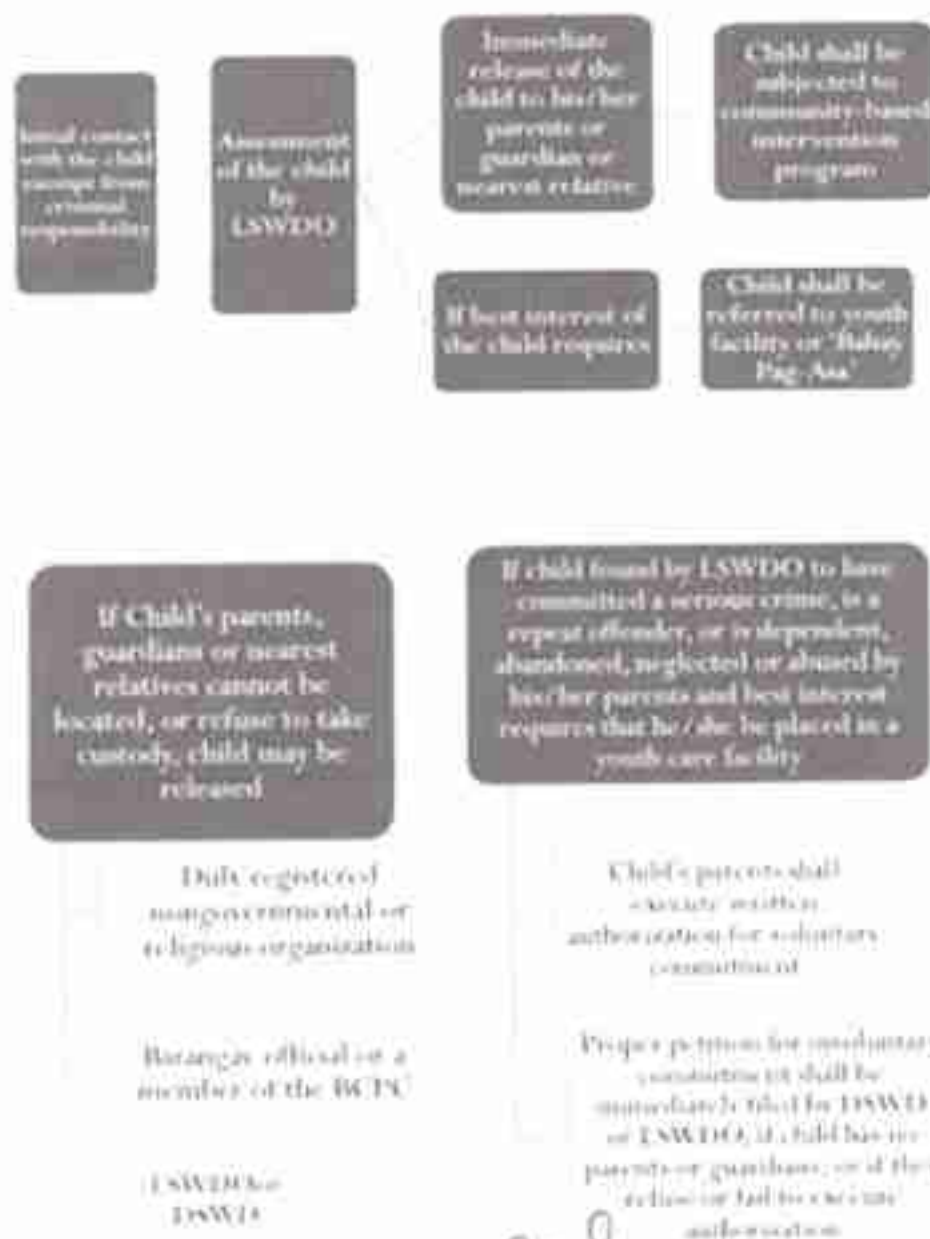 Initial contact
with the child
exempt from
criminal
responsibility
Assessment
of the child
by
LSWDO
Immediate
release of the
child to his/her
parents or
guardian or
nearest relative
Child shall be
subjected to
community-based
intervention
program
If best interest of
the child requires
Child shall be
referred to youth
facility or 'Bahay
Pag-Asa'
If Child's parents,
guardians or nearest
relatives cannot be
located, or refuse to take
custody, child may be
released
Duly registered
nongovernmental or
religious organization
Barangay official or a
member of the BCPC
LSWDO or
DSWD
If child found by LSWDO to have
committed a serious crime, is a
repeat offender, or is dependent,
abandoned, neglected or abused by
his/her parents and best interest
requires that he/she be placed in a
youth care facility
Child's parents shall
execute written
authorization for voluntary
commitment
Proper petition for involuntary
commitment shall be
immediately filed by DSWD
or LSWDO, if child has no
parents or guardians, or if they
refuse or fail to execute
authorization